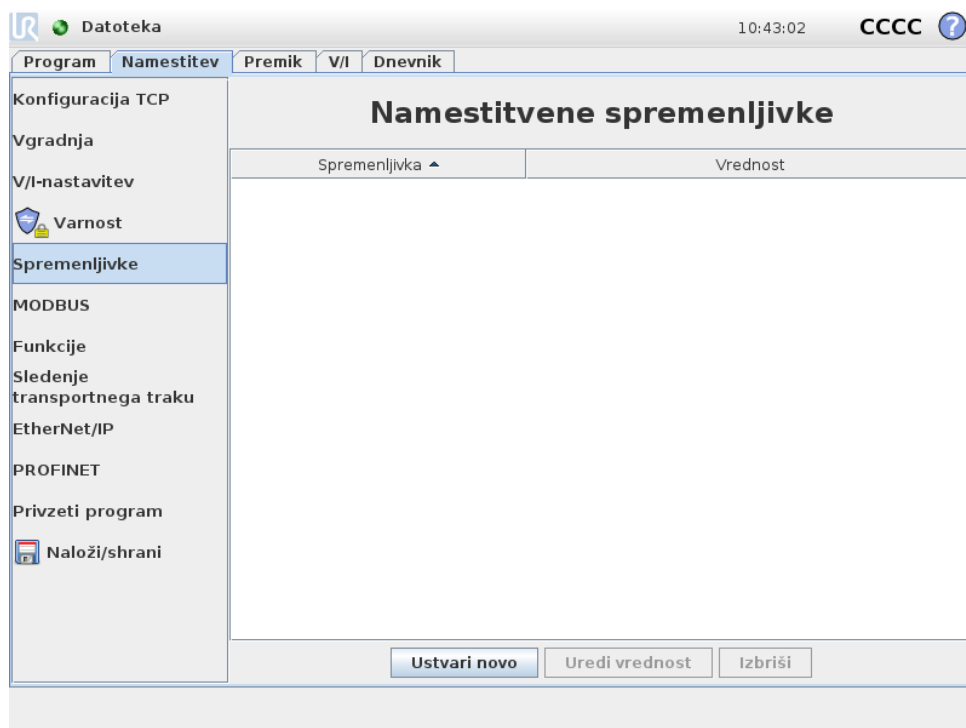 UR Datoteka 10:43:02 CCCC ?
Program Namestitev Premik V/I Dnevnik
Konfiguracija TCP
Vgradnja
V/I-nastavitev
Varnost
Spremenljivke
MODBUS
Funkcije
Sledenje
transportnega traku
EtherNet/IP
PROFINET
Privzeti program
Naloži/shrani
Namestitvene spremenljivke
Spremenljivka Vrednost
Ustvari novo Uredi vrednost Izbriši